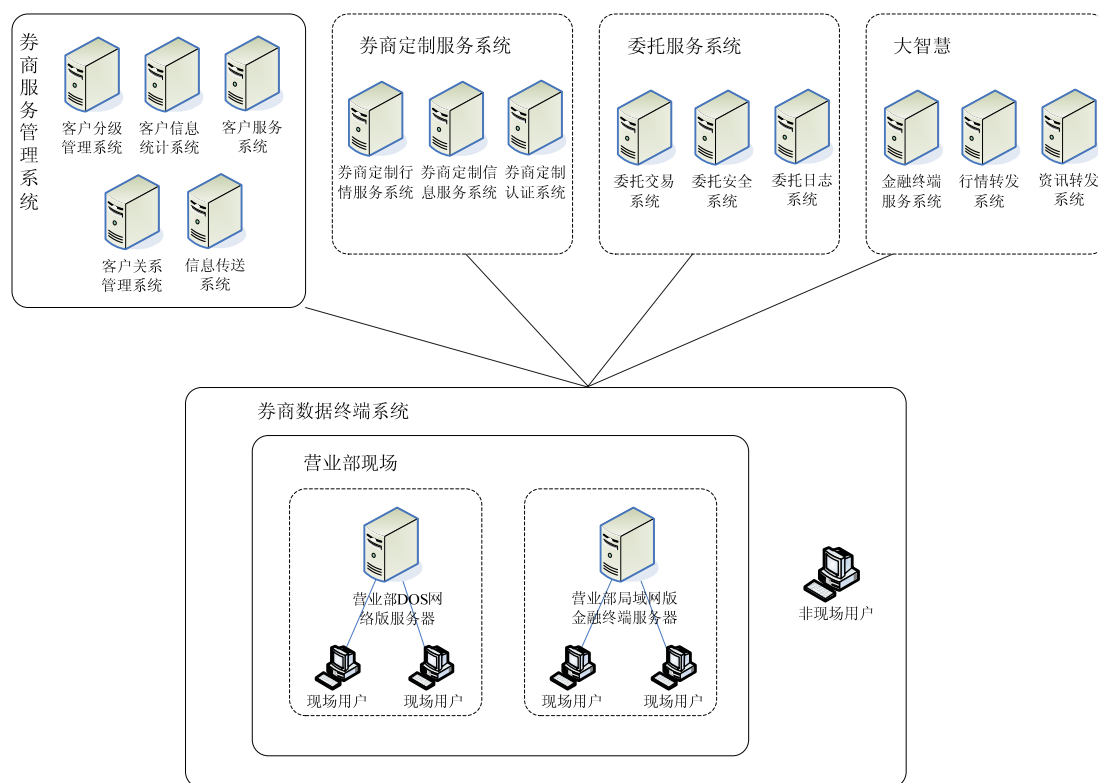 券商服务管理系统
客户分级
管理系统
客户信息
统计系统
客户服务
系统
客户关系
管理系统
信息传送
系统
券商定制服务系统
券商定制行
情服务系统
券商定制信
息服务系统
券商定制
认证系统
委托服务系统
委托交易
系统
委托安全
系统
委托日志
系统
大智慧
金融终端
服务系统
行情转发
系统
资讯转发
系统
券商数据终端系统
营业部现场
营业部DOS网
络版服务器
现场用户
现场用户
营业部局域网版
金融终端服务器
现场用户
现场用户
非现场用户